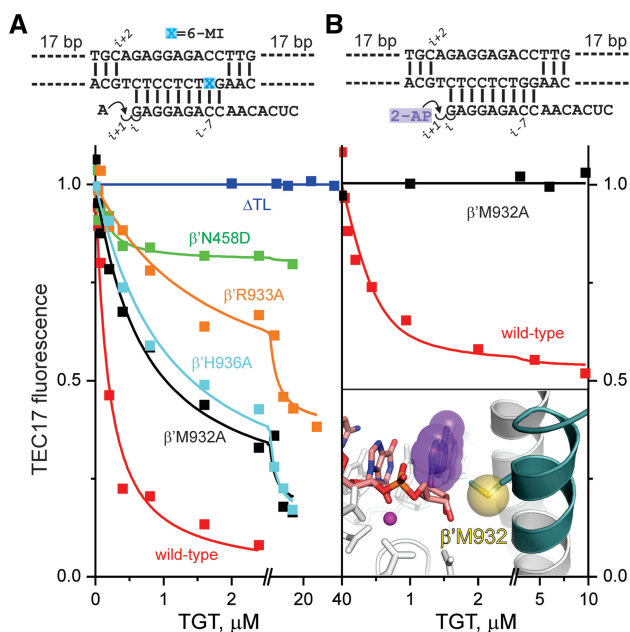 A
X=6-MI
17 bp
i+2
17 bp
TGCAGAGGAGACCTTG
ACGTCTCCTCTXGAAC
A
GAGGAGACCAACACUC
i+1
i
i-7
B
17 bp
i+2
17 bp
TGCAGAGGAGACCTTG
ACGTCTCCTCTGGAAC
2-AP
GAGGAGACCAACACUC
i+1
i
i-7
TEC17 fluorescence
1.0
0.5
0.0
ΔTL
β'N458D
β'R933A
β'H936A
β'M932A
wild-type
0
1
2
20
40
TGT, μM
β'M932A
wild-type
β'M932
1.0
0.5
0.0
0
1
2
5
10
TGT, μM